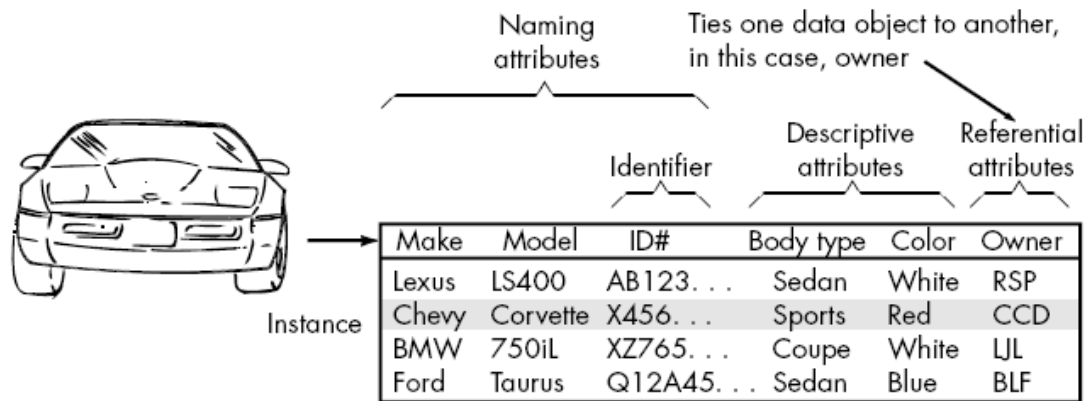 Naming
attributes
Ties one data object to another,
in this case, owner
Identifier
Descriptive
attributes
Referential
attributes
Instance
Make Model ID# Body type Color Owner
Lexus LS400 AB123. . . Sedan White RSP
Chevy Corvette X456. . . Sports Red CCD
BMW 750iL XZ765. . . Coupe White LJL
Ford Taurus Q12A45. . . Sedan Blue BLF